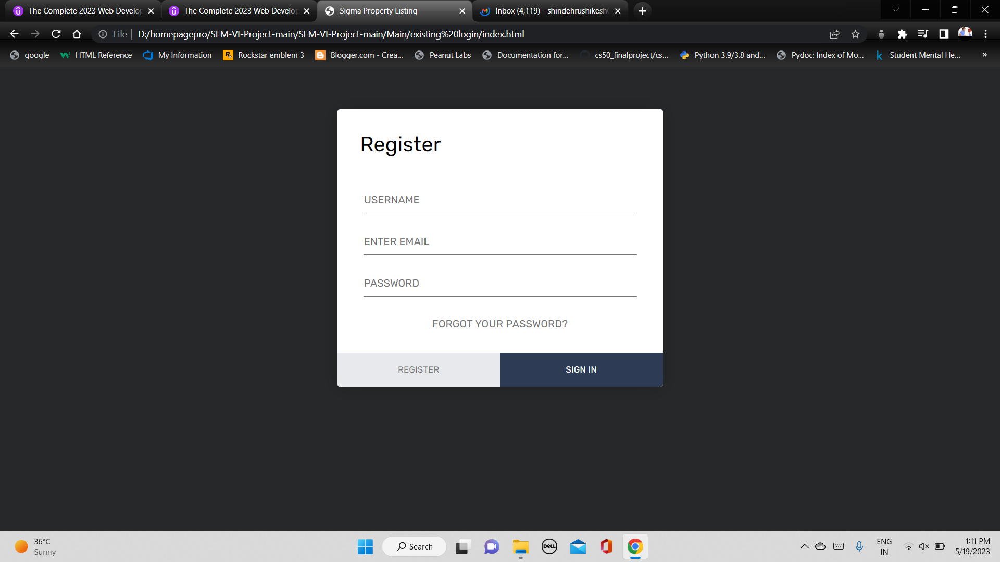 The Complete 2023 Web Develop
The Complete 2023 Web Develop
Sigma Property Listing
Inbox (4,119) - shindehrushikesh
File
D:/homepagepro/SEM-VI-Project-main/SEM-VI-Project-main/Main/existing%20login/index.html
google
HTML Reference
My Information
Rockstar emblem 3
Blogger.com - Crea...
Peanut Labs
Documentation for...
cs50_finalproject/cs...
Python 3.9/3.8 and...
Pydoc: Index of Mo...
Student Mental He...
Register
USERNAME
ENTER EMAIL
PASSWORD
FORGOT YOUR PASSWORD?
REGISTER
SIGN IN
36°C
Sunny
Search
DELL
ENG
IN
1:11 PM
5/19/2023